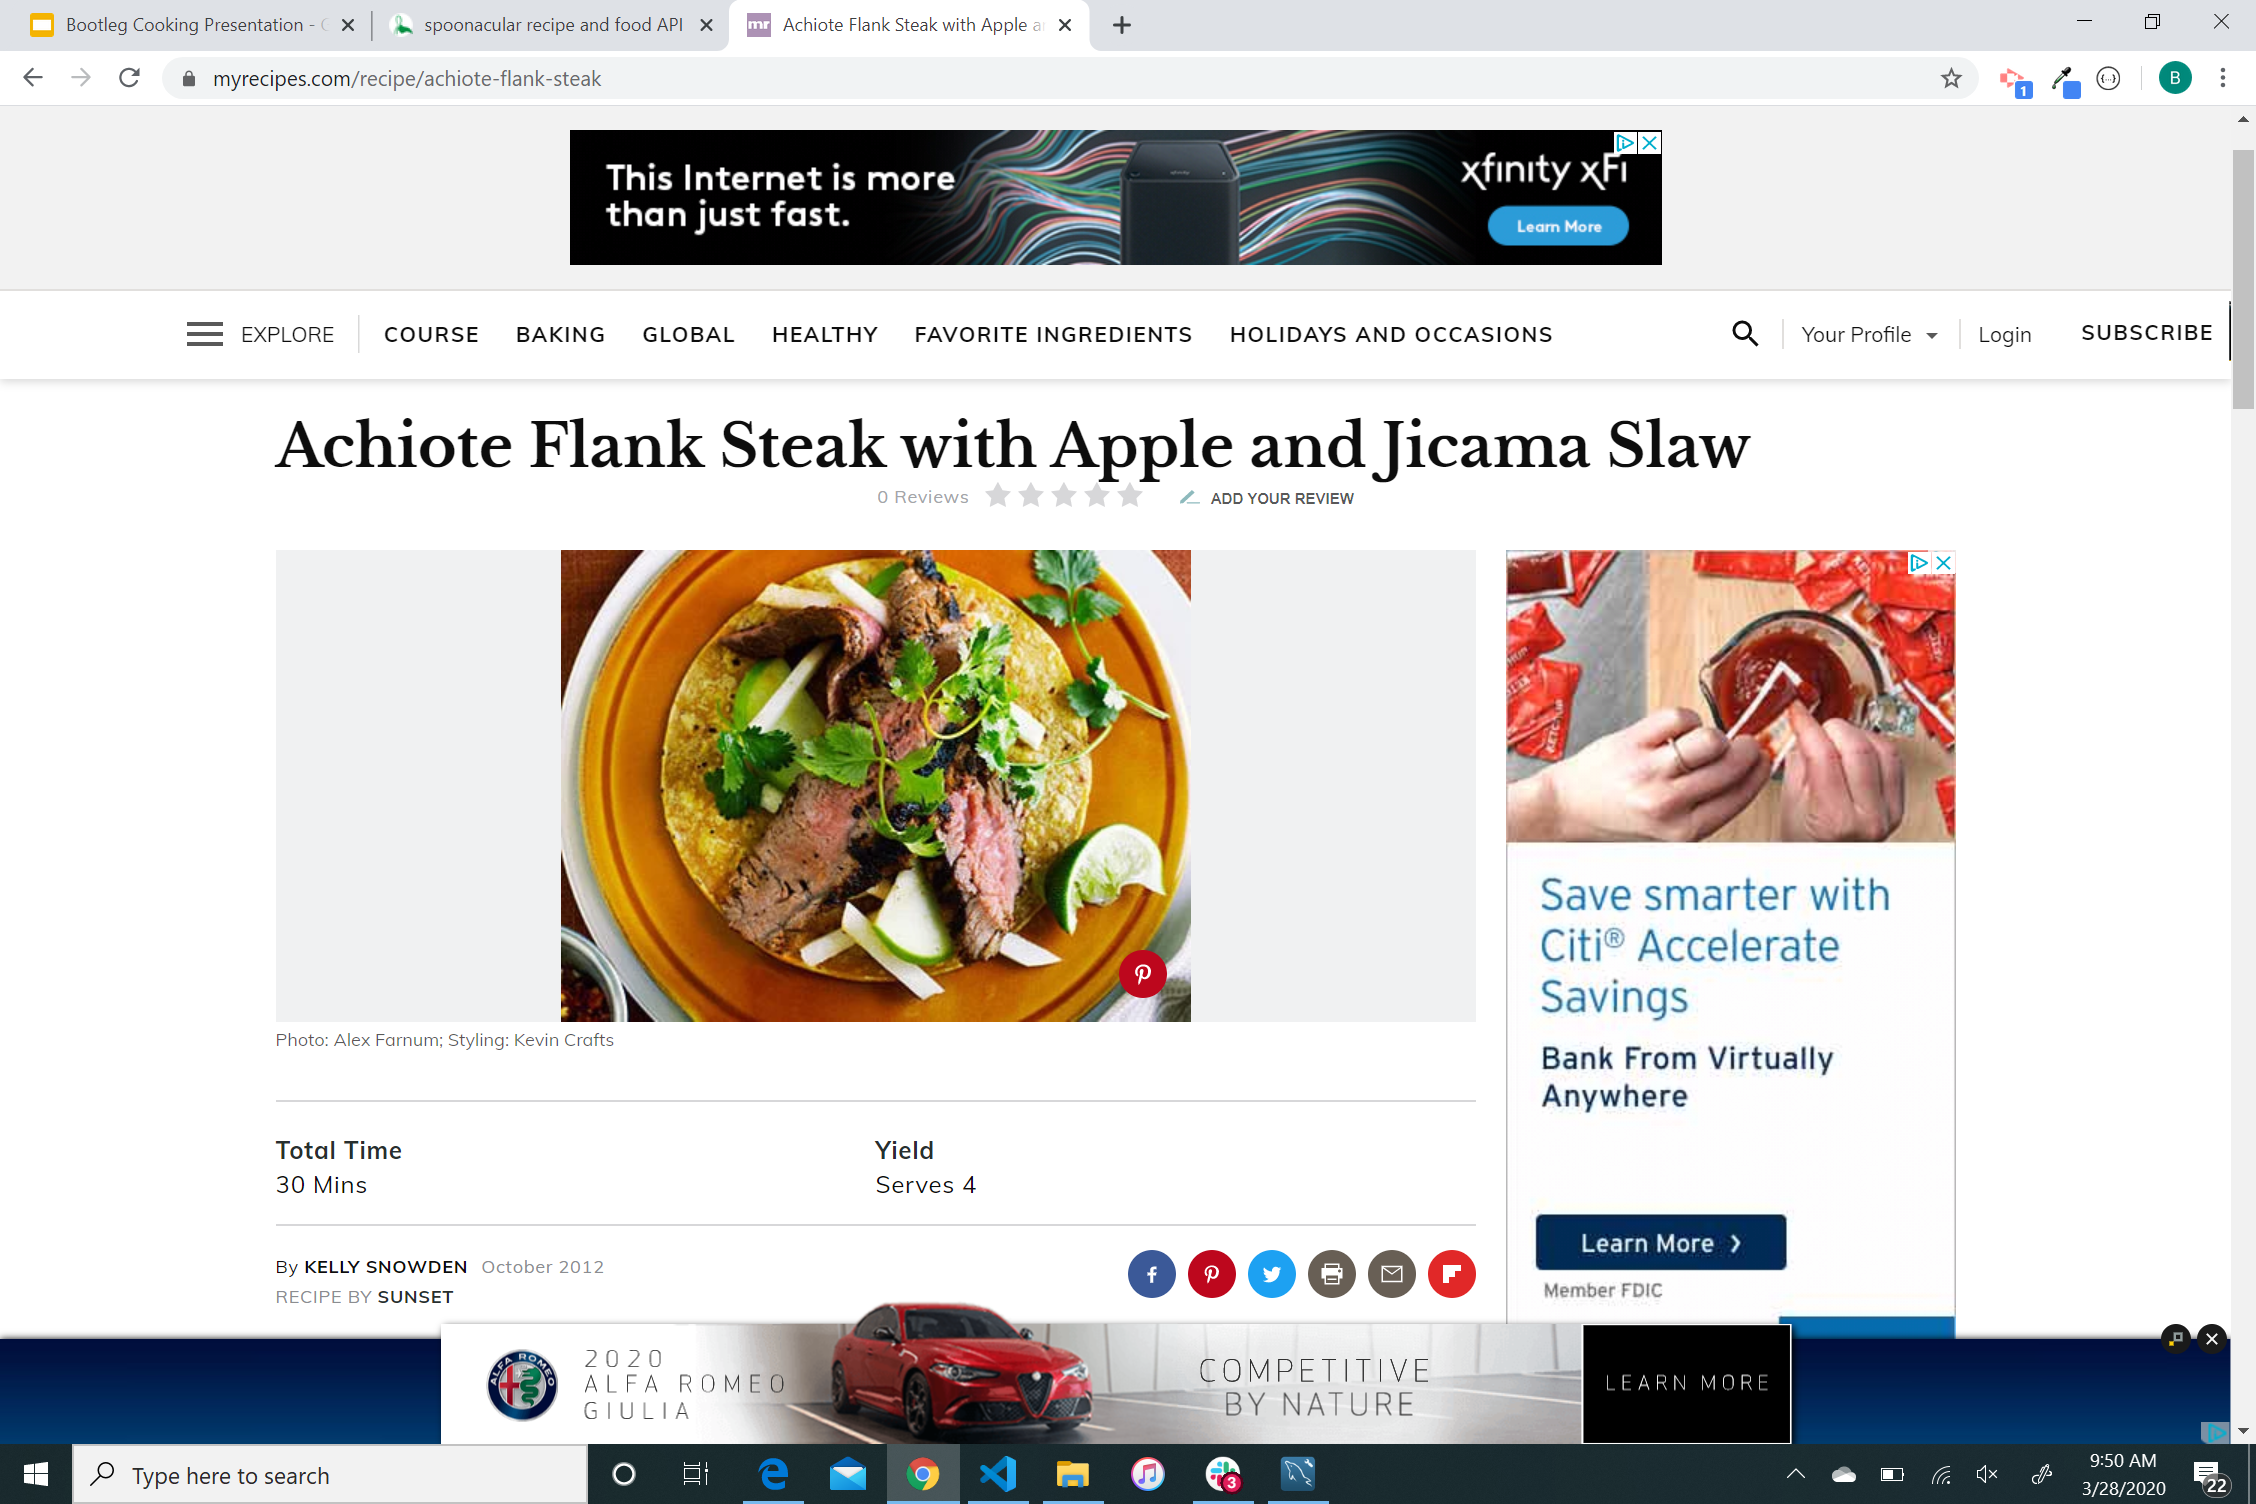 Bootleg Cooking Presentation -
spoonacular recipe and food API
Achiote Flank Steak with Apple a
myrecipes.com/recipe/achiote-flank-steak
1
B
This Internet is more
than just fast.
xfinity xFi
Learn More
EXPLORE
COURSE
BAKING
GLOBAL
HEALTHY
FAVORITE INGREDIENTS
HOLIDAYS AND OCCASIONS
Your Profile
Login
SUBSCRIBE
Achiote Flank Steak with Apple and Jicama Slaw
0 Reviews
ADD YOUR REVIEW
Photo: Alex Farnum; Styling: Kevin Crafts
Save smarter with
Citi® Accelerate
Savings
Bank From Virtually
Anywhere
Learn More
Member FDIC
Total Time
30 Mins
Yield
Serves 4
By KELLY SNOWDEN October 2012
RECIPE BY SUNSET
ALFA ROMEO
2020
ALFA ROMEO
GIULIA
COMPETITIVE
BY NATURE
LEARN MORE
Type here to search
3
9:50 AM
3/28/2020
22